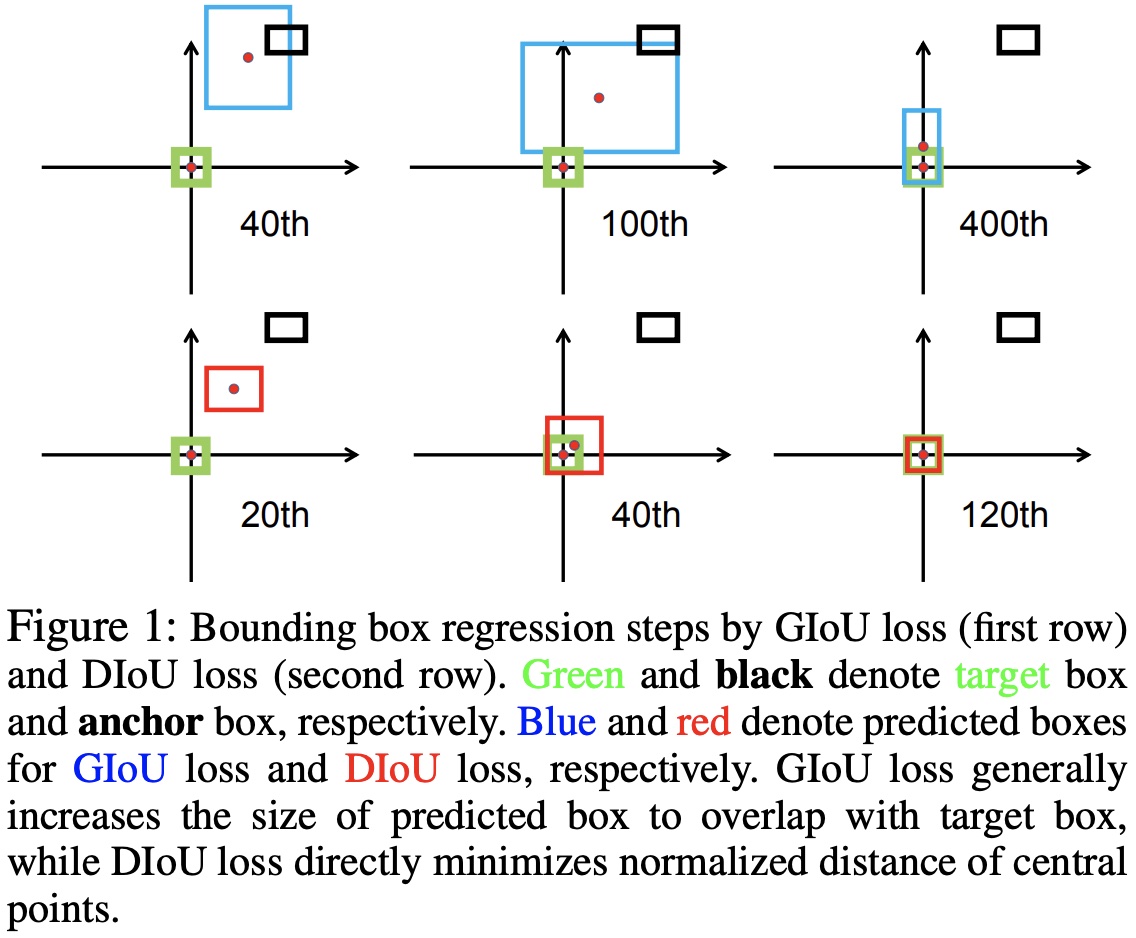 40th
100th
400th
20th
40th
120th
Figure 1: Bounding box regression steps by GIoU loss (first row)
and DIoU loss (second row). Green and black denote target box
and anchor box, respectively. Blue and red denote predicted boxes
for GIoU loss and DIoU loss, respectively. GIoU loss generally
increases the size of predicted box to overlap with target box,
while DIoU loss directly minimizes normalized distance of central
points.